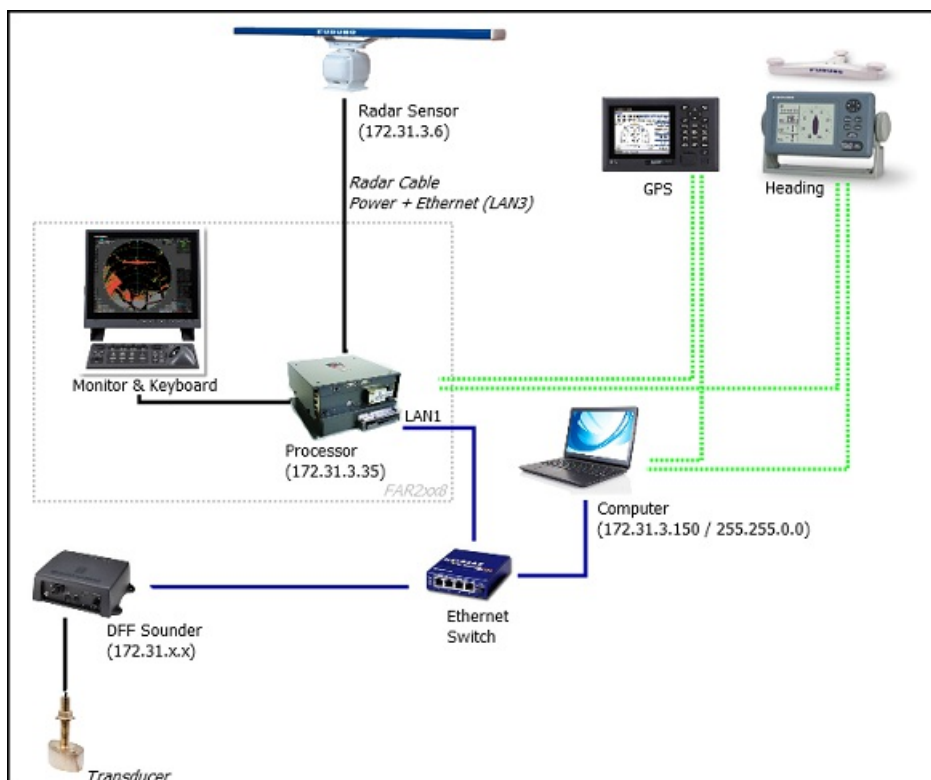 FURUNO
Radar Sensor
(172.31.3.6)
Radar Cable
Power + Ethernet (LAN3)
GPS
FURUNO
Heading
Monitor & Keyboard
LAN1
Processor
(172.31.3.35)
FAR2xx8
Computer
(172.31.3.150 / 255.255.0.0)
Ethernet
Switch
DFF Sounder
(172.31.x.x)
Transducer